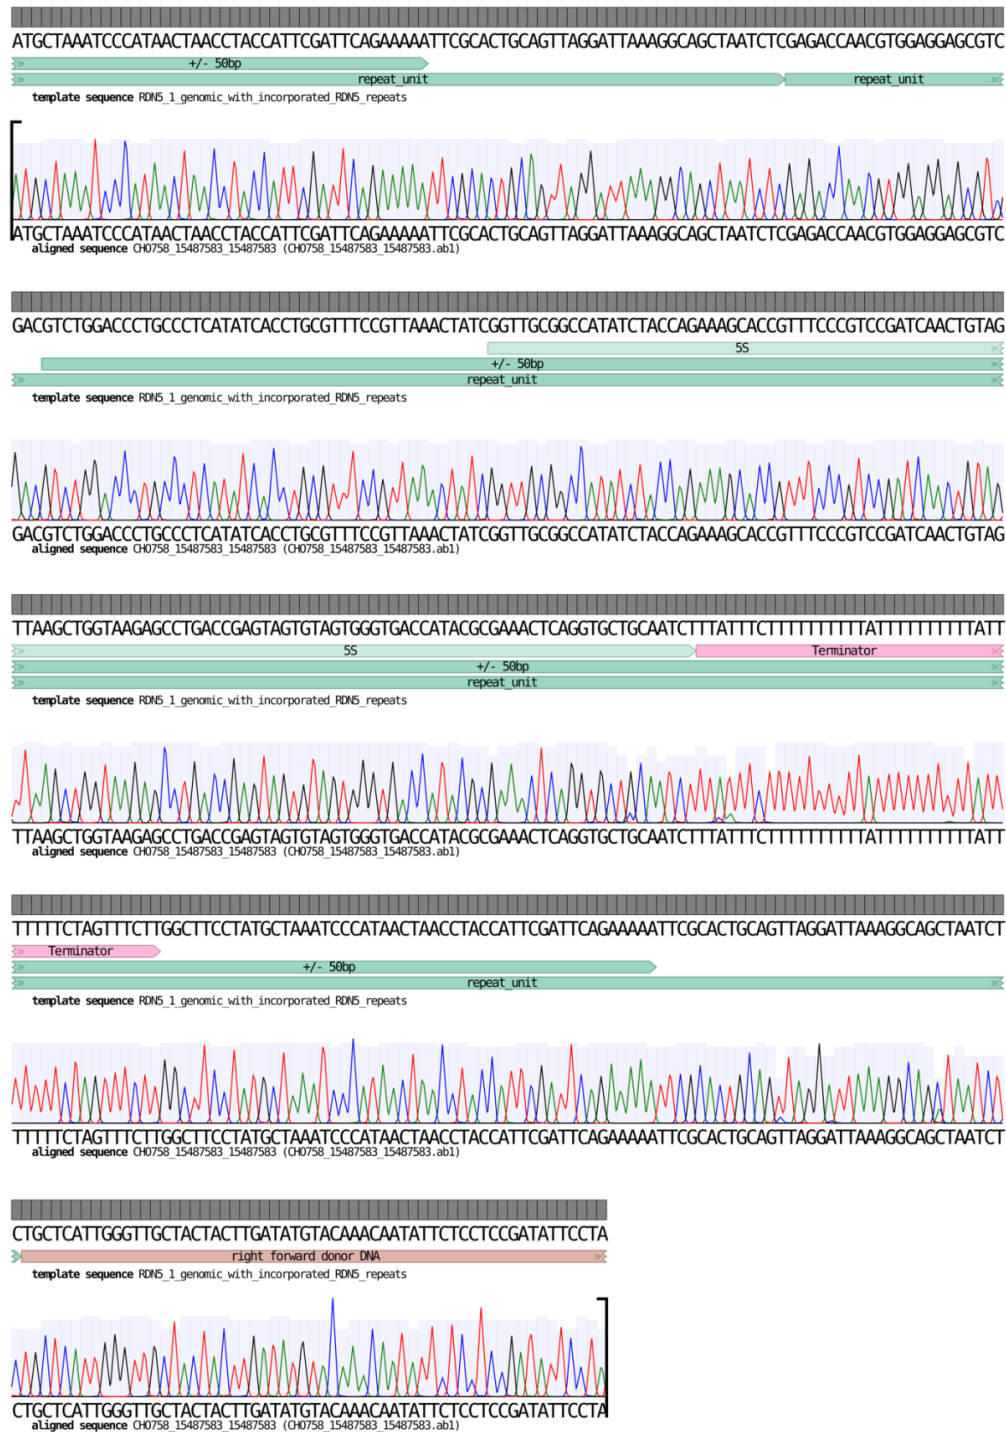 ATGCTAAATCCCATAACTAACCTACCATTCGATTCAGAAAAATTCGCACTGCAGTTAGGATTAAAGGCAGCTAATCTCGAGACCAACGTGGAGGAGCGTC
+/- 50bp
repeat_unit repeat_unit
template sequence RDN5_1_genomic_with_incorporated_RDN5_repeats
ATGCTAAATCCCATAACTAACCTACCATTCGATTCAGAAAAATTCGCACTGCAGTTAGGATTAAAGGCAGCTAATCTCGAGACCAACGTGGAGGAGCGTC
aligned sequence CH0758_15487583_15487583 (CH0758_15487583_15487583.ab1)
GACGTCTGGACCCTGCCCTCATATCACCTGCGTTTCCGTTAAACTATCGGTTGCGGCCATATCTACCAGAAAGCACCGTTTCCCGTCCGATCAACTGTAG
5S
+/- 50bp
repeat_unit
template sequence RDN5_1_genomic_with_incorporated_RDN5_repeats
GACGTCTGGACCCTGCCCTCATATCACCTGCGTTTCCGTTAAACTATCGGTTGCGGCCATATCTACCAGAAAGCACCGTTTCCCGTCCGATCAACTGTAG
aligned sequence CH0758_15487583_15487583 (CH0758_15487583_15487583.ab1)
TTAAGCTGGTAAGAGCCTGACCGAGTAGTGTAGTGGGTGACCATACGCGAAACTCAGGTGCTGCAATCTTTATTTCTTTTTTTTTTATTTTTTTTTTATT
5S Terminator
+/- 50bp
repeat_unit
template sequence RDN5_1_genomic_with_incorporated_RDN5_repeats
TTAAGCTGGTAAGAGCCTGACCGAGTAGTGTAGTGGGTGACCATACGCGAAACTCAGGTGCTGCAATCTTTATTTCTTTTTTTTTTATTTTTTTTTTATT
aligned sequence CH0758_15487583_15487583 (CH0758_15487583_15487583.ab1)
TTTTTCTAGTTTCTTGGCTTCCTATGCTAAATCCCATAACTAACCTACCATTCGATTCAGAAAAATTCGCACTGCAGTTAGGATTAAAGGCAGCTAATCT
Terminator
+/- 50bp
repeat_unit
template sequence RDN5_1_genomic_with_incorporated_RDN5_repeats
TTTTTCTAGTTTCTTGGCTTCCTATGCTAAATCCCATAACTAACCTACCATTCGATTCAGAAAAATTCGCACTGCAGTTAGGATTAAAGGCAGCTAATCT
aligned sequence CH0758_15487583_15487583 (CH0758_15487583_15487583.ab1)
CTGCTCATTGGGTTGCTACTACTTGATATGTACAAACAATATTCTCCTCCGATATTCCTA
right forward donor DNA
template sequence RDN5_1_genomic_with_incorporated_RDN5_repeats
CTGCTCATTGGGTTGCTACTACTTGATATGTACAAACAATATTCTCCTCCGATATTCCTA
aligned sequence CH0758_15487583_15487583 (CH0758_15487583_15487583.ab1)